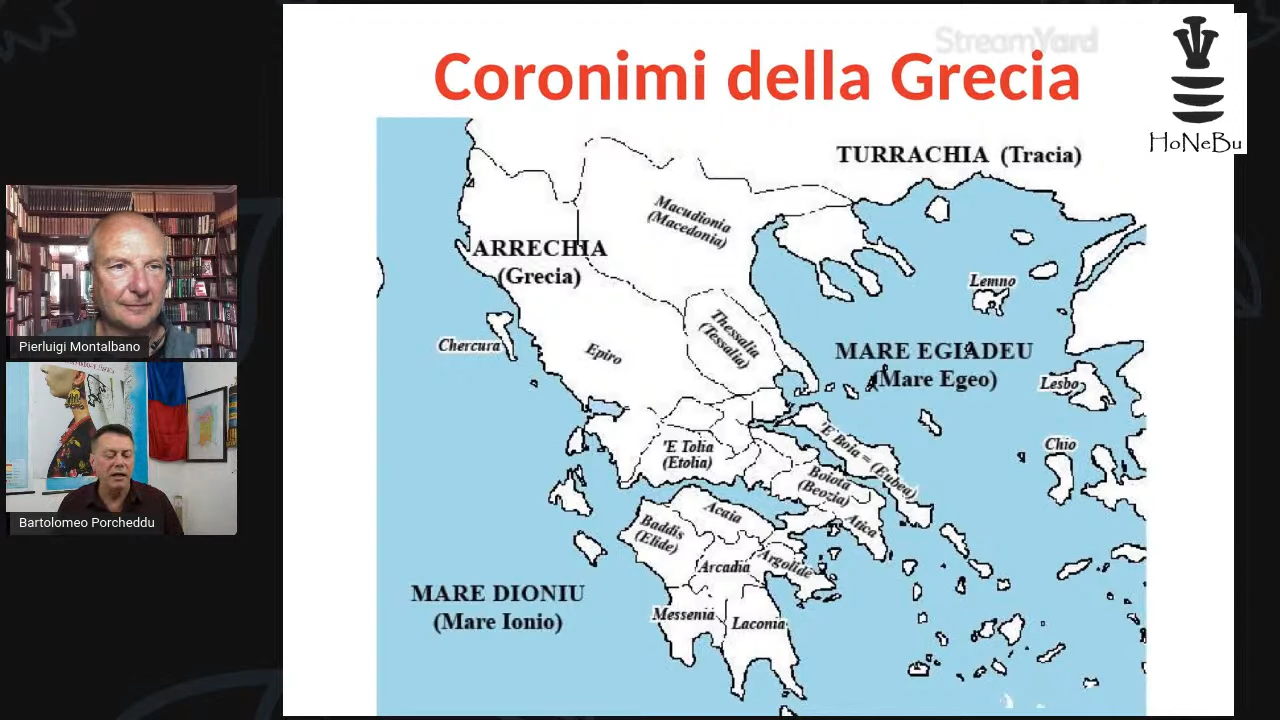 StreamYard
Coronimi della Grecia
HoNeBu
TURRACHIA (Tracia)
Macudionia
(Macedonia)
ARRECHIA
(Grecia)
Lemno
Thessalia
(Tessalia)
Chercura
Epiro
MARE EGIADEU
(Mare Egeo)
Lesbo
'E Tolia
(Etolia)
'E Boia = (Eubea)
Chio
Boiota
(Beozia)
Atica
Acaia
Baddis
(Elide)
Arcadia
Argolide
MARE DIONIU
(Mare Ionio)
Messenia
Laconia
Pierluigi Montalbano
Bartolomeo Porcheddu